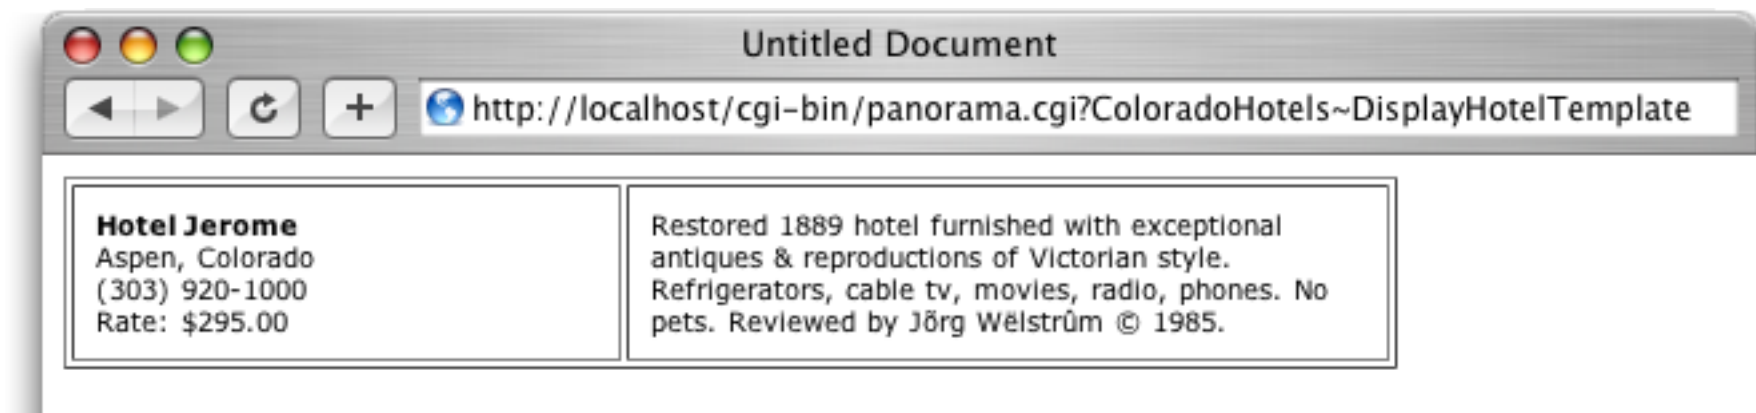 Untitled Document
http://localhost/cgi-bin/panorama.cgi?ColoradoHotels~DisplayHotelTemplate
Hotel Jerome
Aspen, Colorado
(303) 920-1000
Rate: $295.00
Restored 1889 hotel furnished with exceptional
antiques & reproductions of Victorian style.
Refrigerators, cable tv, movies, radio, phones. No
pets. Reviewed by Jõrg Wëlstrûm © 1985.